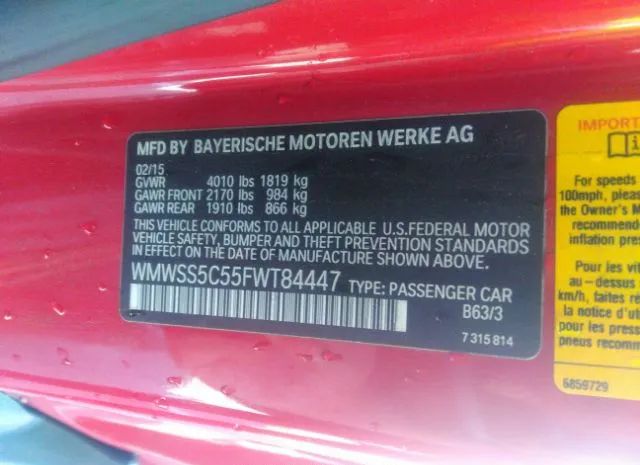 MFD BY BAYERISCHE MOTOREN WERKE AG
02/15
GVWR 4010 lbs 1819 kg
GAWR FRONT 2170 lbs 984 kg
GAWR REAR 1910 lbs 866 kg
THIS VEHICLE CONFORMS TO ALL APPLICABLE U.S.FEDERAL MOTOR
VEHICLE SAFETY, BUMPER AND THEFT PREVENTION STANDARDS
IN EFFECT ON THE DATE OF MANUFACTURE SHOWN ABOVE.
WMWSS5C55FWT84447 TYPE: PASSENGER CAR
B63/3
7 315 814
IMPORT
For speeds
100mph, pleas
the Owner's M
recommend
inflation pres
Pour les vit
au-dessus d
km/h, faites r
la notice d'ut
pour les press
pneus recomm
6859729